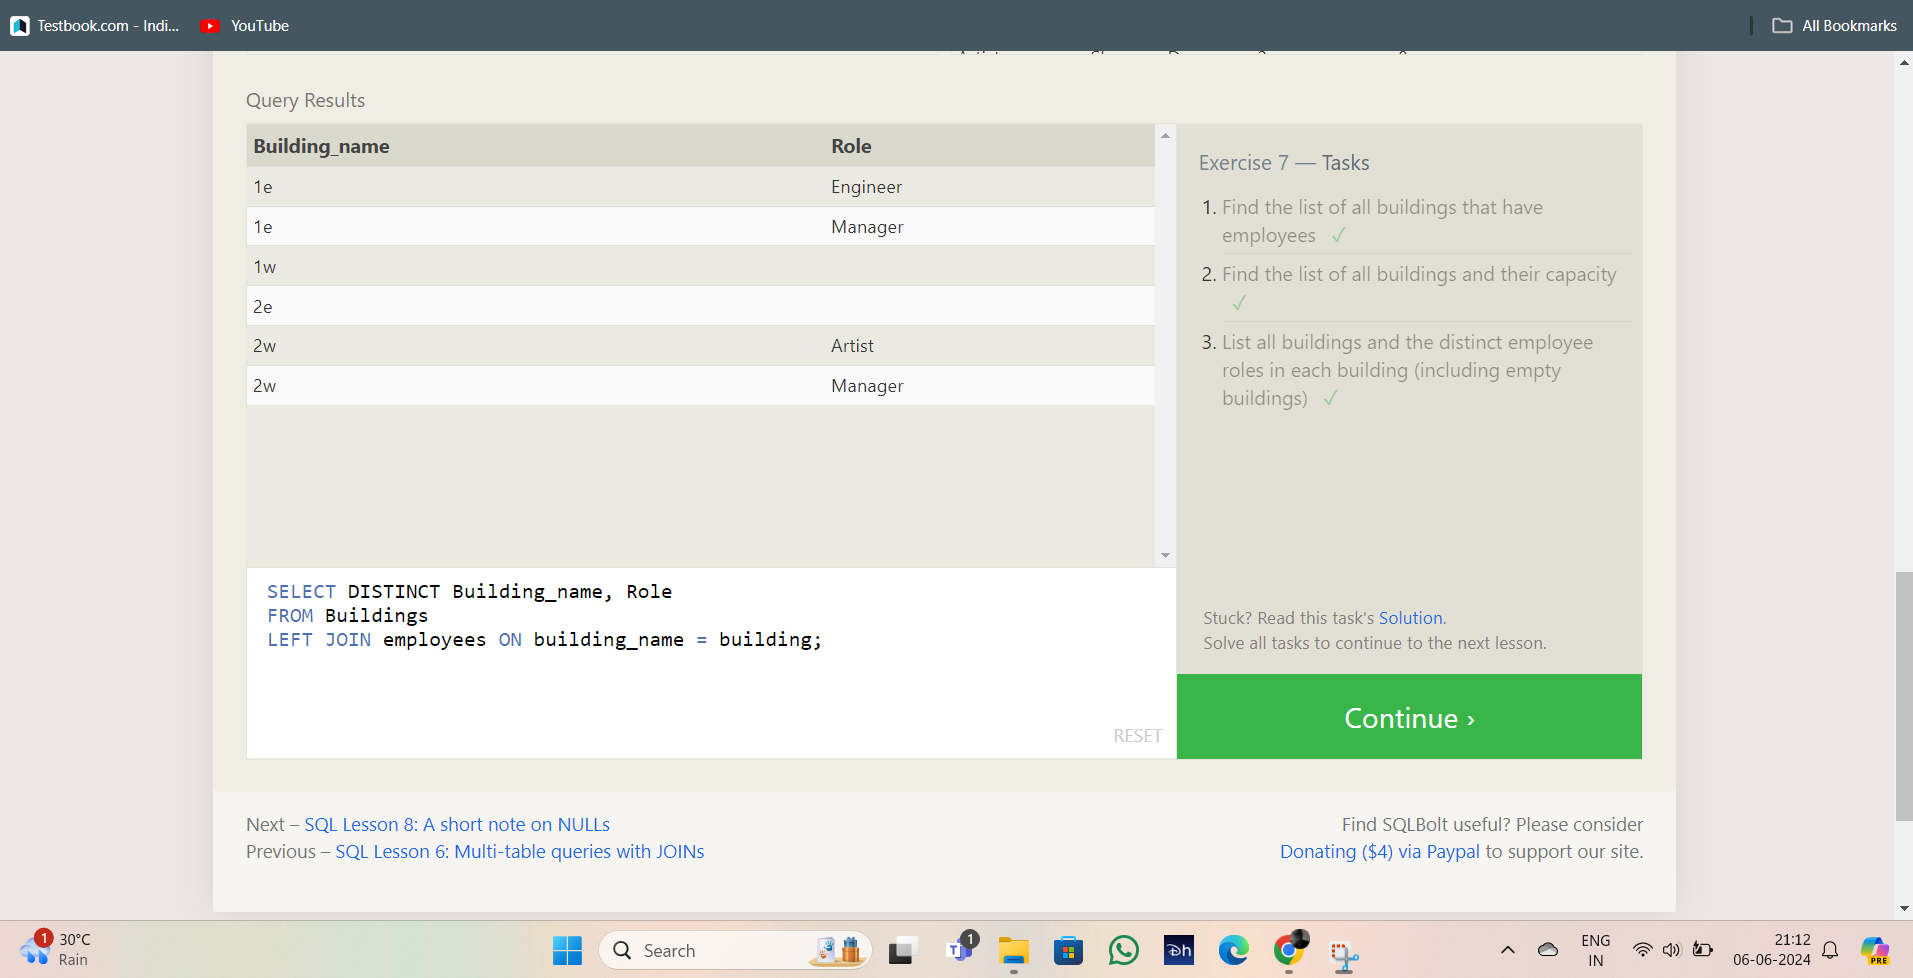 Testbook.com - Indi...
YouTube
All Bookmarks
Query Results
Building_name Role
1e Engineer
1e Manager
1w
2e
2w Artist
2w Manager
SELECT DISTINCT Building_name, Role
FROM Buildings
LEFT JOIN employees ON building_name = building;
RESET
Exercise 7 — Tasks
1. Find the list of all buildings that have
employees ✓
2. Find the list of all buildings and their capacity
✓
3. List all buildings and the distinct employee
roles in each building (including empty
buildings) ✓
Stuck? Read this task's Solution.
Solve all tasks to continue to the next lesson.
Continue ›
Next – SQL Lesson 8: A short note on NULLs
Previous – SQL Lesson 6: Multi-table queries with JOINs
Find SQLBolt useful? Please consider
Donating ($4) via Paypal to support our site.
1
30°C
Rain
Search
1
Dh
ENG
IN
21:12
06-06-2024
PRE